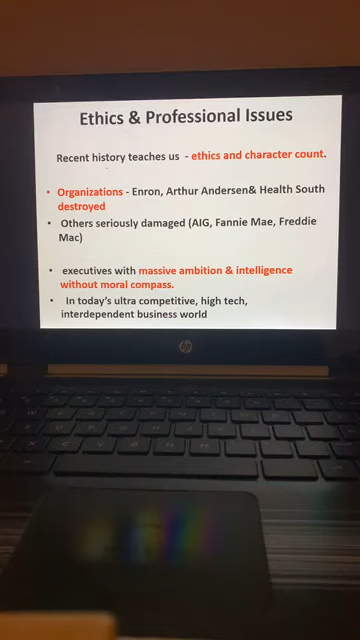 Ethics & Professional Issues
Recent history teaches us - ethics and character count.
• Organizations - Enron, Arthur Andersen& Health South
destroyed
• Others seriously damaged (AIG, Fannie Mae, Freddie
Mac)
• executives with massive ambition & intelligence
without moral compass.
• In today's ultra competitive, high tech,
interdependent business world
hp